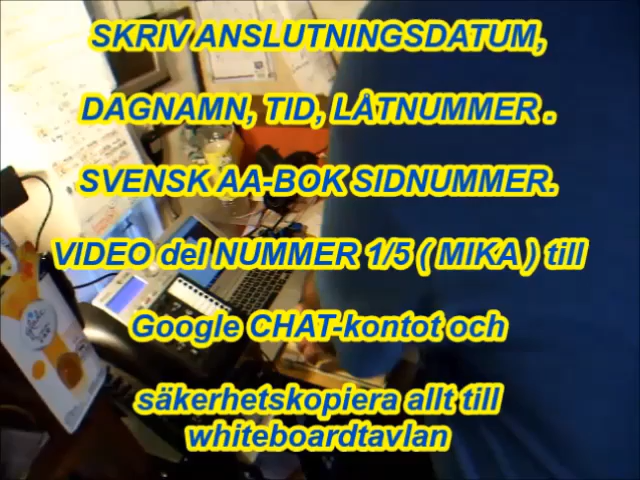 SKRIV ANSLUTNINGSDATUM,
DAGNAMN, TID, LÅTNUMMER .
SVENSK AA-BOK SIDNUMMER.
VIDEO del NUMMER 1/5 ( MIKA ) till
Google CHAT-kontot och
säkerhetskopiera allt till
whiteboardtavlan